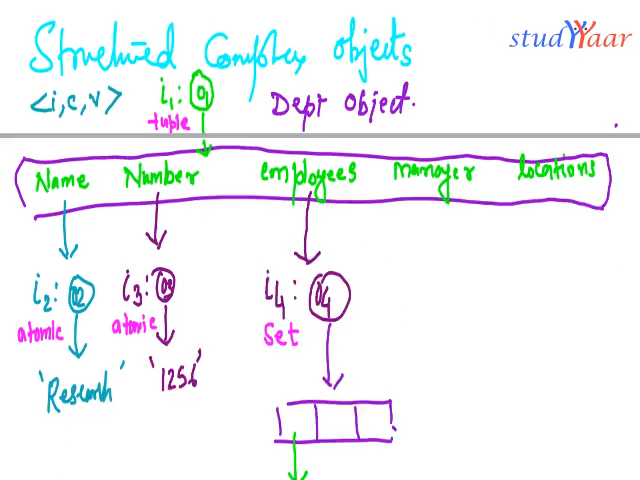 Structured Complex objects
studYYaar
<i, c, v> i1: O1 Dept Object.
tuple
Name Number employees manager locations
i2: O2 i3: O3 i4: O4
atomic atomic Set
'Research' '1256'